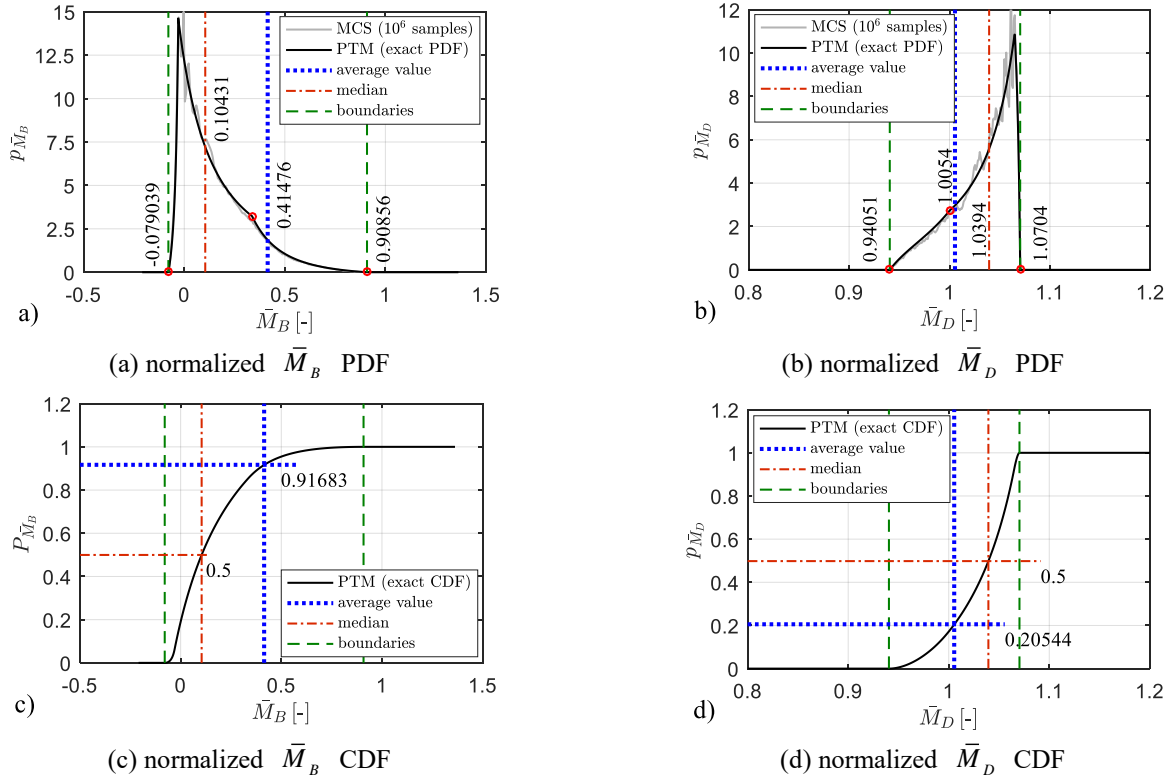 15
12.5
10
7.5
5
2.5
0
p_M̄_B
MCS (10^6 samples)
PTM (exact PDF)
average value
median
boundaries
-0.079039
0.10431
0.41476
0.90856
-0.5 0 0.5 1 1.5
M̄_B [-]
a)
(a) normalized M̄_B PDF
12
10
8
6
4
2
0
p_M̄_D
MCS (10^6 samples)
PTM (exact PDF)
average value
median
boundaries
0.94051
1.0054
1.0394
1.0704
0.8 0.9 1 1.1 1.2
M̄_D [-]
b)
(b) normalized M̄_D PDF
1.2
1
0.8
0.6
0.4
0.2
0
P_M̄_B
0.91683
0.5
PTM (exact CDF)
average value
median
boundaries
-0.5 0 0.5 1 1.5
M̄_B [-]
c)
(c) normalized M̄_B CDF
1.2
1
0.8
0.6
0.4
0.2
0
p_M̄_D
PTM (exact CDF)
average value
median
boundaries
0.5
0.20544
0.8 0.9 1 1.1 1.2
M̄_D [-]
d)
(d) normalized M̄_D CDF